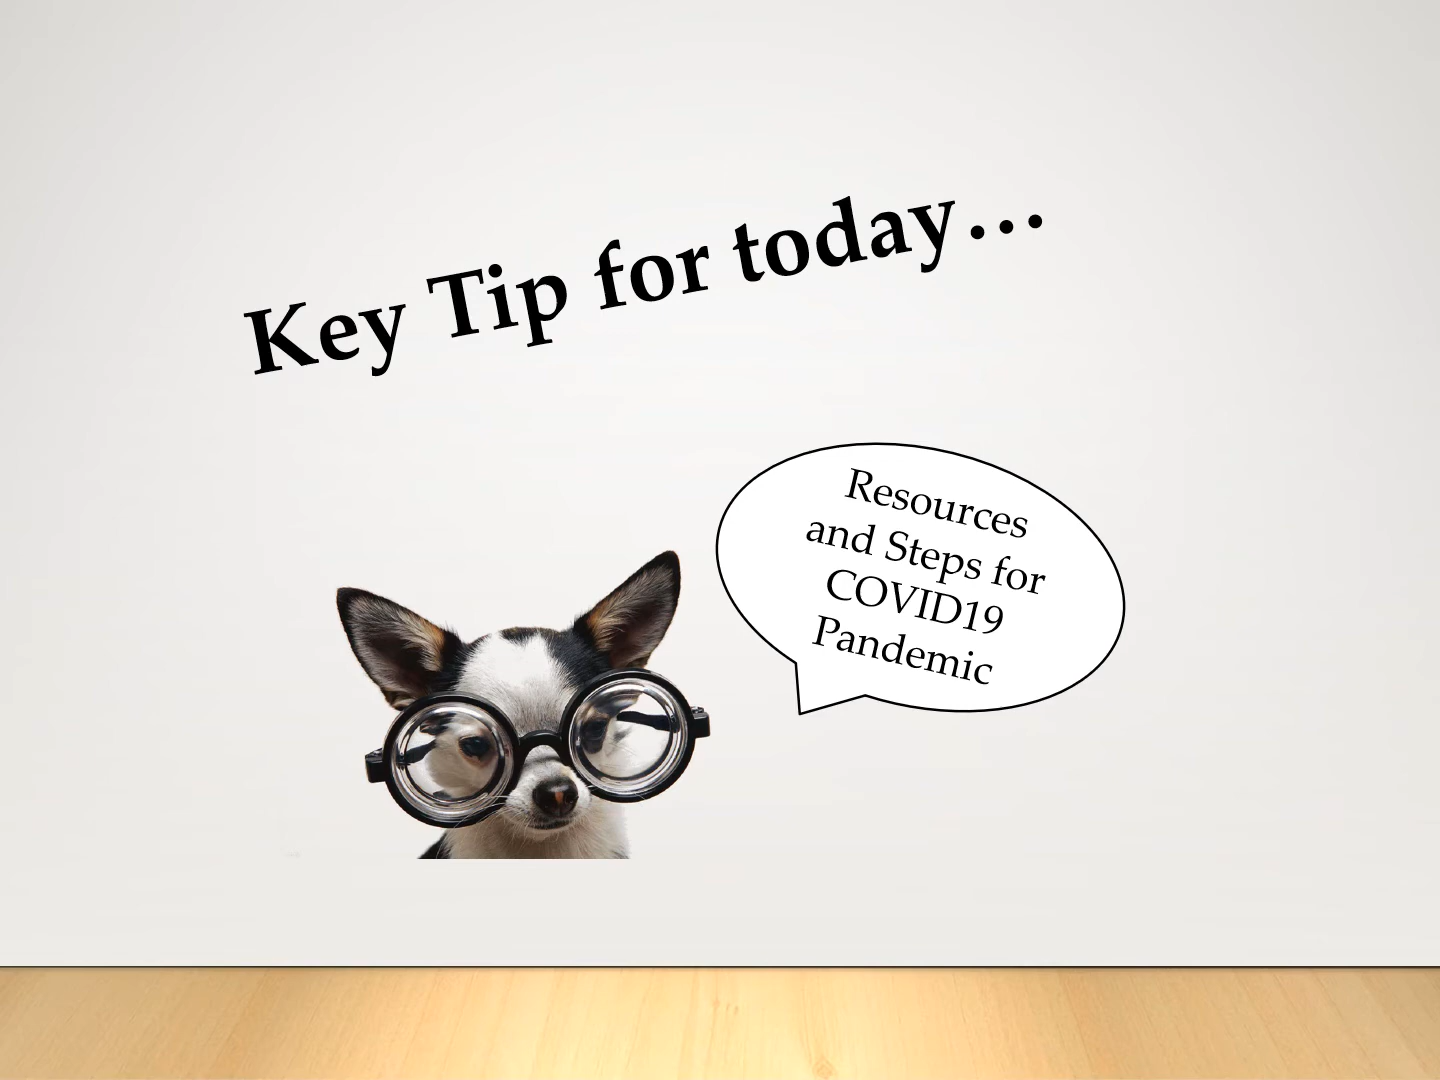 Key Tip for today…
Resources
and Steps for
COVID19
Pandemic